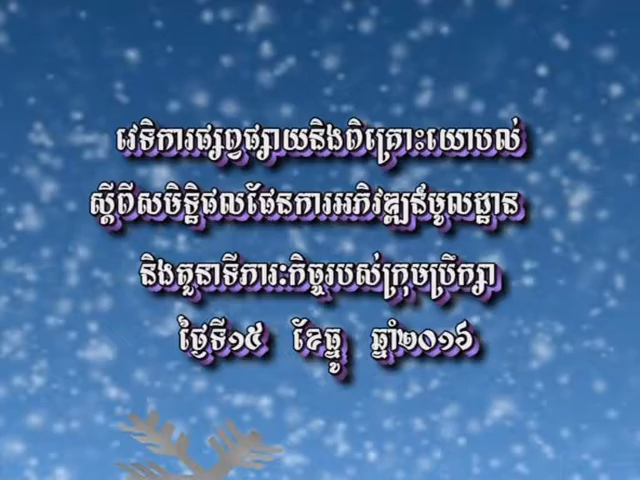 វេទិការផ្សព្វផ្សាយនិងពិគ្រោះយោបល់
ស្តីពីសមិទ្ធិផលផែនការអភិវឌ្ឍន៍មូលដ្ឋាន
និងតួនាទីភារៈកិច្ចរបស់ក្រុមប្រឹក្សា
ថ្ងៃទី១៥ ខែធ្នូ ឆ្នាំ២០១៦